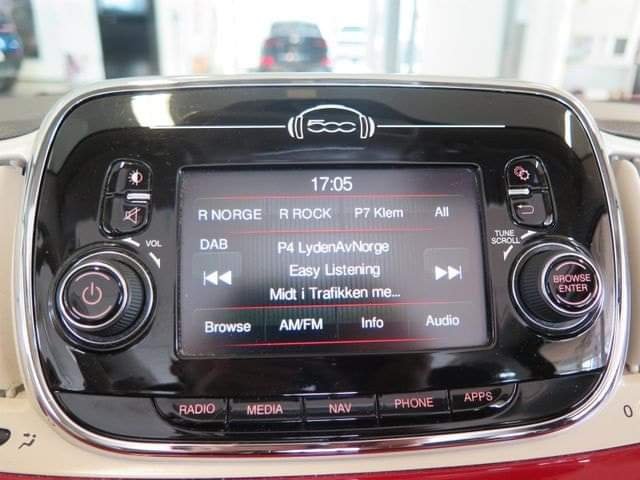 500
17:05
R NORGE R ROCK P7 Klem All
DAB P4 LydenAvNorge
Easy Listening
Midt i Trafikken me...
Browse AM/FM Info Audio
VOL
TUNE
SCROLL
BROWSE
ENTER
RADIO MEDIA NAV PHONE APPS
0